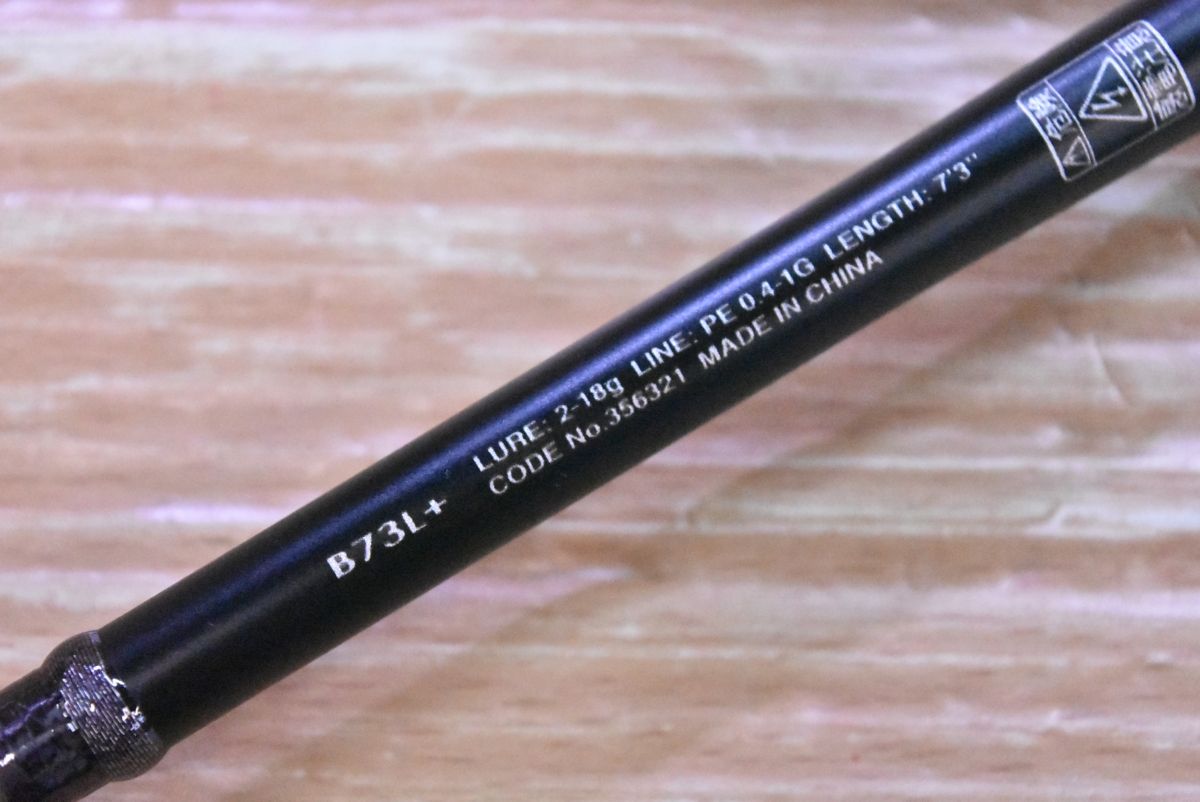 B73L+
LURE: 2-18g LINE: PE 0.4-1G LENGTH: 7'3"
CODE No.356321 MADE IN CHINA